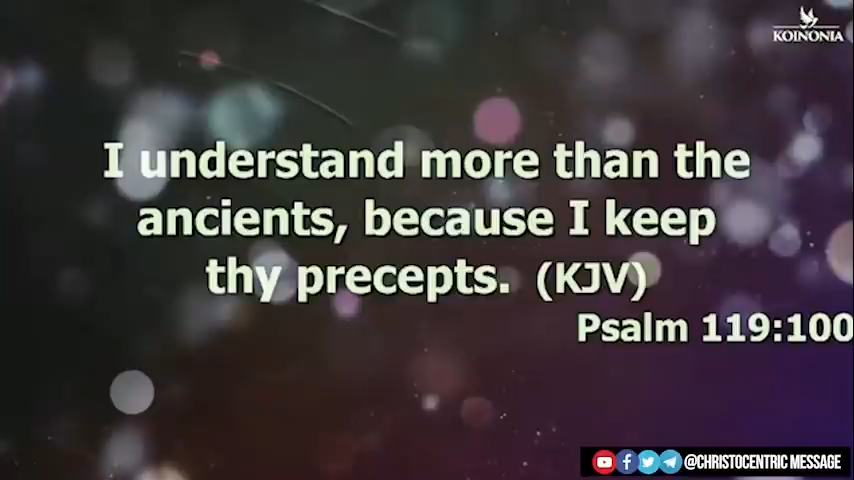 KOINONIA
I understand more than the
ancients, because I keep
thy precepts. (KJV)
Psalm 119:100
@CHRISTOCENTRIC MESSAGE